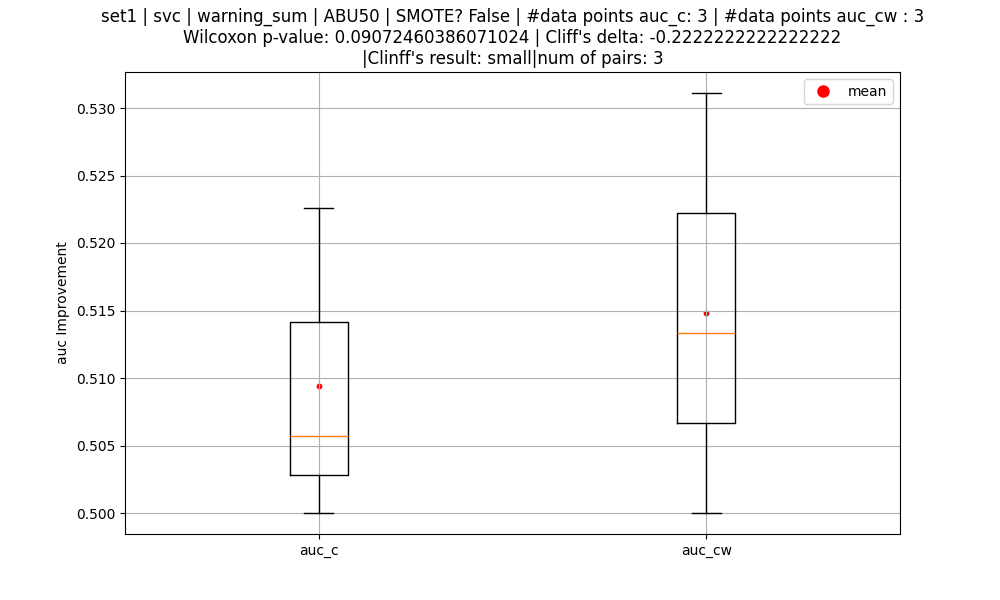 set1 | svc | warning_sum | ABU50 | SMOTE? False | #data points auc_c: 3 | #data points auc_cw : 3
Wilcoxon p-value: 0.09072460386071024 | Cliff's delta: -0.2222222222222222
|Clinff's result: small|num of pairs: 3
mean
0.530
0.525
0.520
0.515
0.510
0.505
0.500
auc Improvement
auc_c
auc_cw